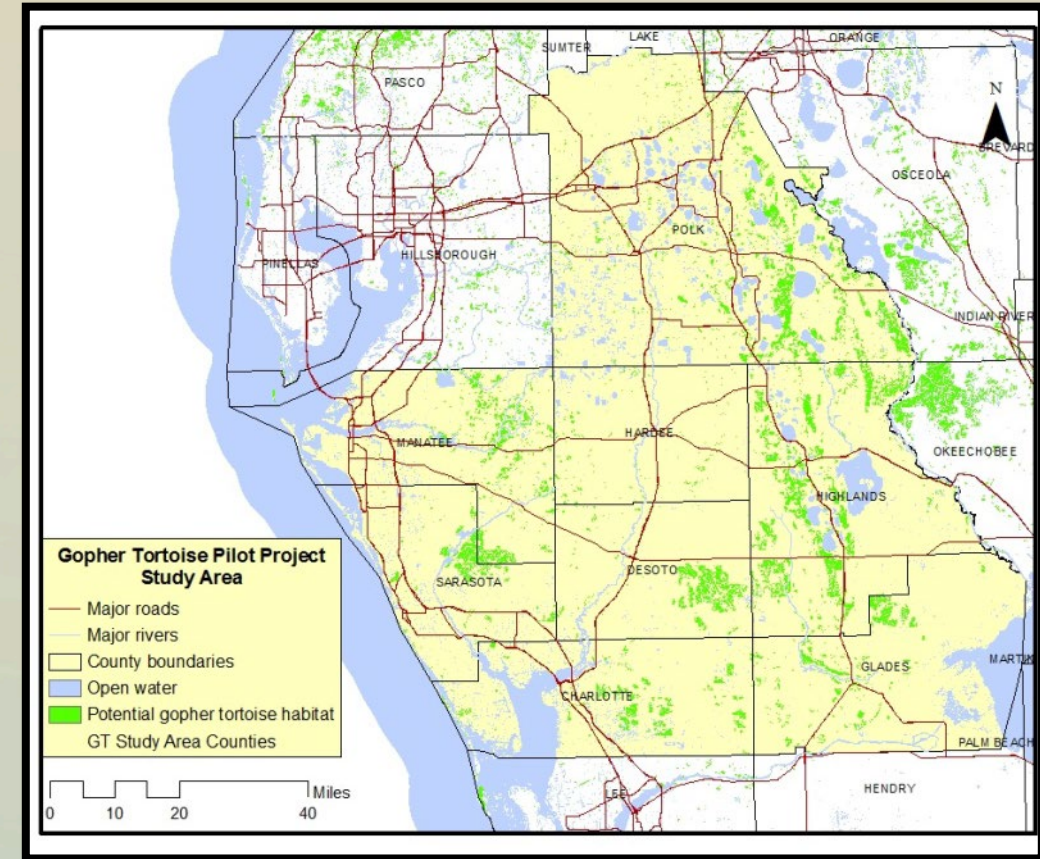 LAKE
ORANGE
SUMTER
PASCO
N
BREVARD
OSCEOLA
POLK
HILLSBOROUGH
PINELLAS
INDIAN RIVER
MANATEE
HARDEE
OKEECHOBEE
HIGHLANDS
DESOTO
SARASOTA
GLADES
MARTIN
CHARLOTTE
PALM BEACH
LEE
HENDRY
Gopher Tortoise Pilot Project
Study Area
Major roads
Major rivers
County boundaries
Open water
Potential gopher tortoise habitat
GT Study Area Counties
Miles
0 10 20 40